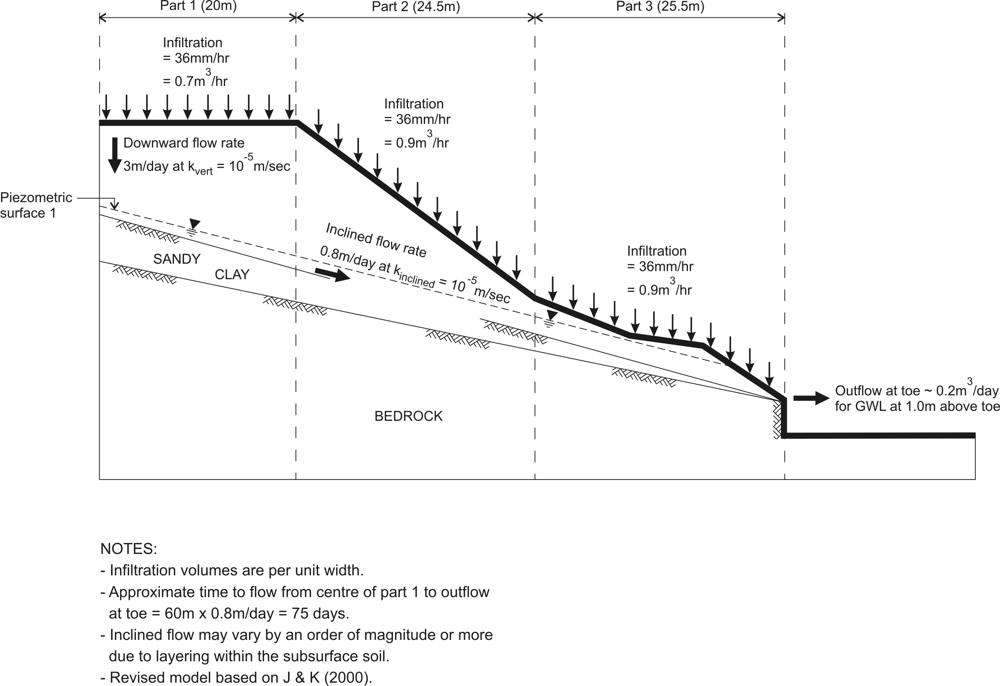 Part 1 (20m)
Part 2 (24.5m)
Part 3 (25.5m)
Infiltration
= 36mm/hr
= 0.7m³/hr
Infiltration
= 36mm/hr
= 0.9m³/hr
Downward flow rate
3m/day at kvert = 10⁻⁵m/sec
Piezometric
surface 1
Inclined flow rate
0.8m/day at kinclined = 10⁻⁵m/sec
Infiltration
= 36mm/hr
= 0.9m³/hr
SANDY
CLAY
BEDROCK
Outflow at toe ~ 0.2m³/day
for GWL at 1.0m above toe
NOTES:
- Infiltration volumes are per unit width.
- Approximate time to flow from centre of part 1 to outflow
at toe = 60m x 0.8m/day = 75 days.
- Inclined flow may vary by an order of magnitude or more
due to layering within the subsurface soil.
- Revised model based on J & K (2000).